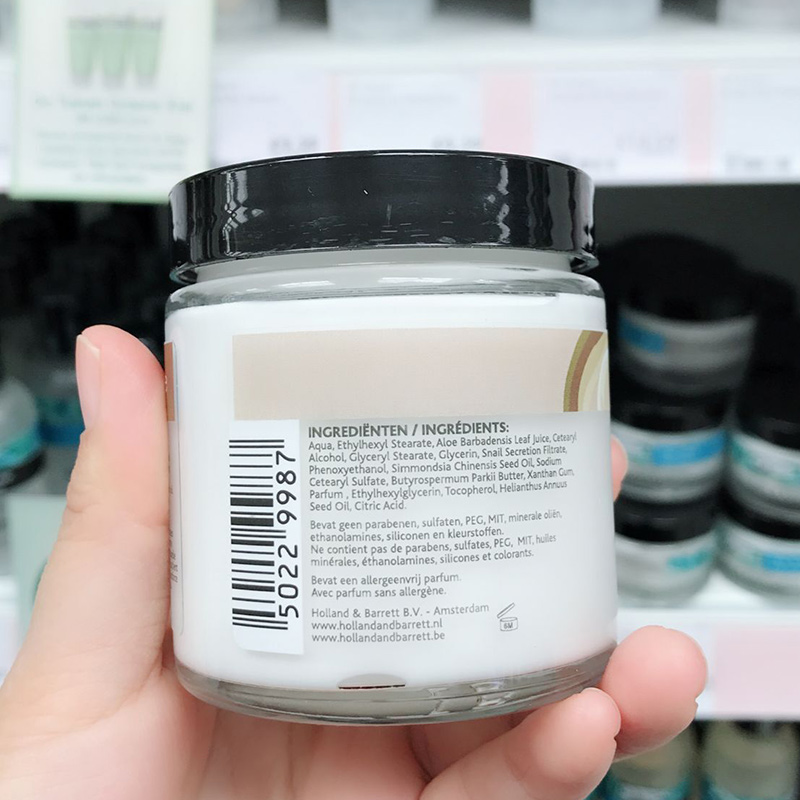 INGREDIËNTEN / INGRÉDIENTS:
Aqua, Ethylhexyl Stearate, Aloe Barbadensis Leaf Juice, Cetearyl
Alcohol, Glyceryl Stearate, Glycerin, Snail Secretion Filtrate,
Phenoxyethanol, Simmondsia Chinensis Seed Oil, Sodium
Cetearyl Sulfate, Butyrospermum Parkii Butter, Xanthan Gum,
Parfum , Ethylhexylglycerin, Tocopherol, Helianthus Annuus
Seed Oil, Citric Acid.
Bevat geen parabenen, sulfaten, PEG, MIT, minerale oliën,
ethanolamines, siliconen en kleurstoffen.
Ne contient pas de parabens, sulfates, PEG, MIT, huiles
minérales, éthanolamines, silicones et colorants.
Bevat een allergeenvrij parfum.
Avec parfum sans allergène.
Holland & Barrett B.V. - Amsterdam
www.hollandandbarrett.nl
www.hollandandbarrett.be
6M
5022 9987